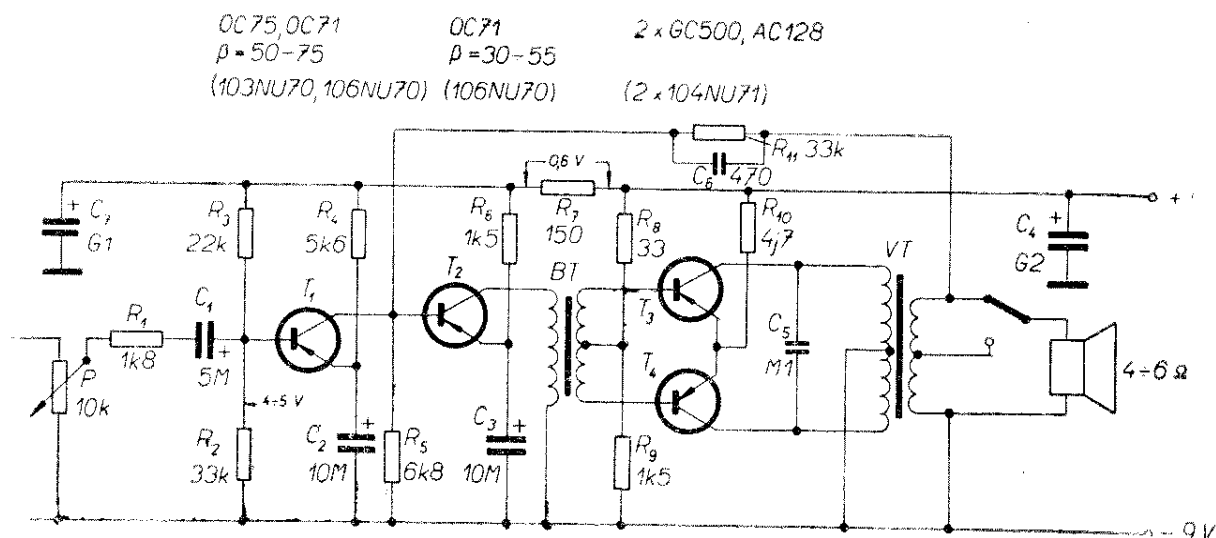 OC75, OC71 OC71 2 x GC500, AC128
β = 50 – 75 β = 30 ÷ 55
(103NU70, 106NU70) (106NU70) (2 x 104NU71)
R11 33k
0,6 V
C6 470
+
+ C7 G1
R3 22k
R4 5k6
R6 1k5
R7 150
R8 33
R10 4j7
C4 + G2
VT
T1
T2
BT
T3
R1 1k8
C1 + 5M
C5 M1
P 10k
T4
4÷6 Ω
4÷5 V
R2 33k
C2 + 10M
R5 6k8
C3 + 10M
R9 1k5
– 9 V